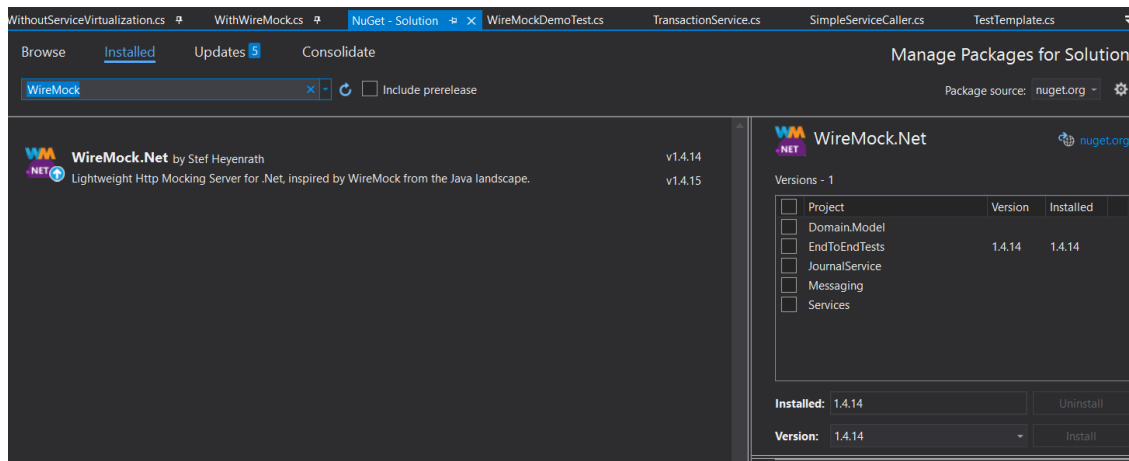 WithoutServiceVirtualization.cs WithWireMock.cs NuGet - Solution WireMockDemoTest.cs TransactionService.cs SimpleServiceCaller.cs TestTemplate.cs
Browse Installed Updates 5 Consolidate Manage Packages for Solution
WireMock Include prerelease Package source: nuget.org
WM
.NET
WireMock.Net by Stef Heyenrath v1.4.14
Lightweight Http Mocking Server for .Net, inspired by WireMock from the Java landscape. v1.4.15
WM
.NET
WireMock.Net nuget.org
Versions - 1
Project Version Installed
Domain.Model
EndToEndTests 1.4.14 1.4.14
JournalService
Messaging
Services
Installed: 1.4.14 Uninstall
Version: 1.4.14 Install